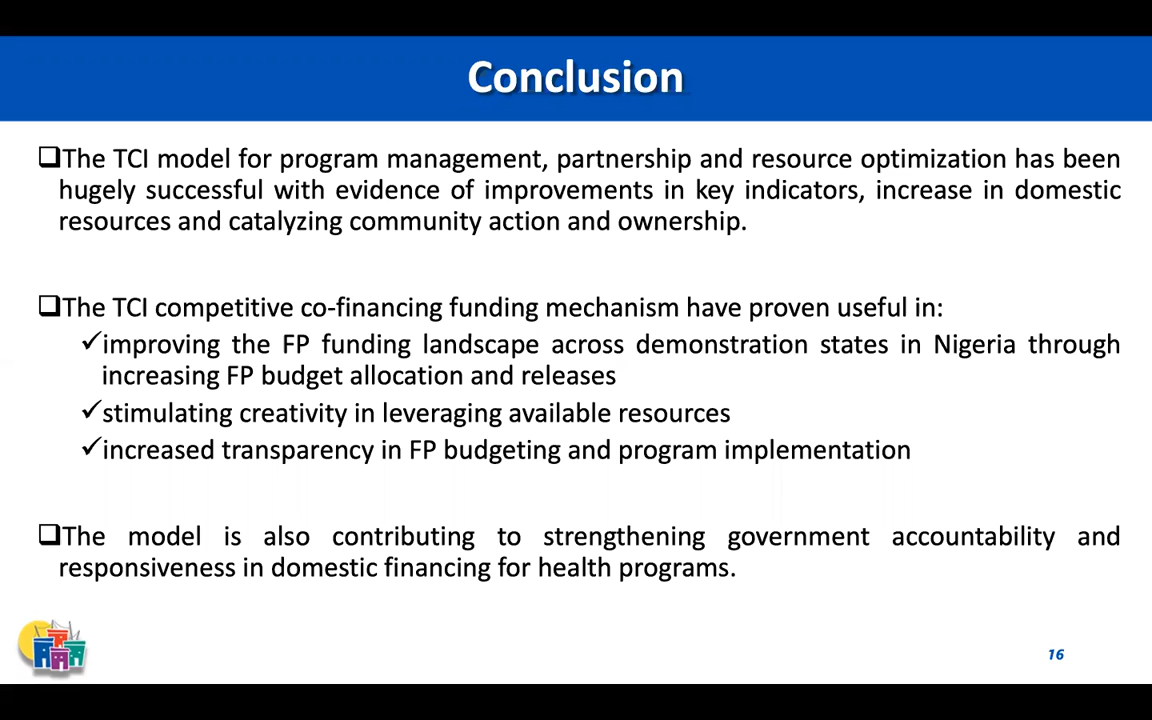 Conclusion
❑The TCI model for program management, partnership and resource optimization has been
hugely successful with evidence of improvements in key indicators, increase in domestic
resources and catalyzing community action and ownership.
❑The TCI competitive co-financing funding mechanism have proven useful in:
✓improving the FP funding landscape across demonstration states in Nigeria through
increasing FP budget allocation and releases
✓stimulating creativity in leveraging available resources
✓increased transparency in FP budgeting and program implementation
❑The model is also contributing to strengthening government accountability and
responsiveness in domestic financing for health programs.
16